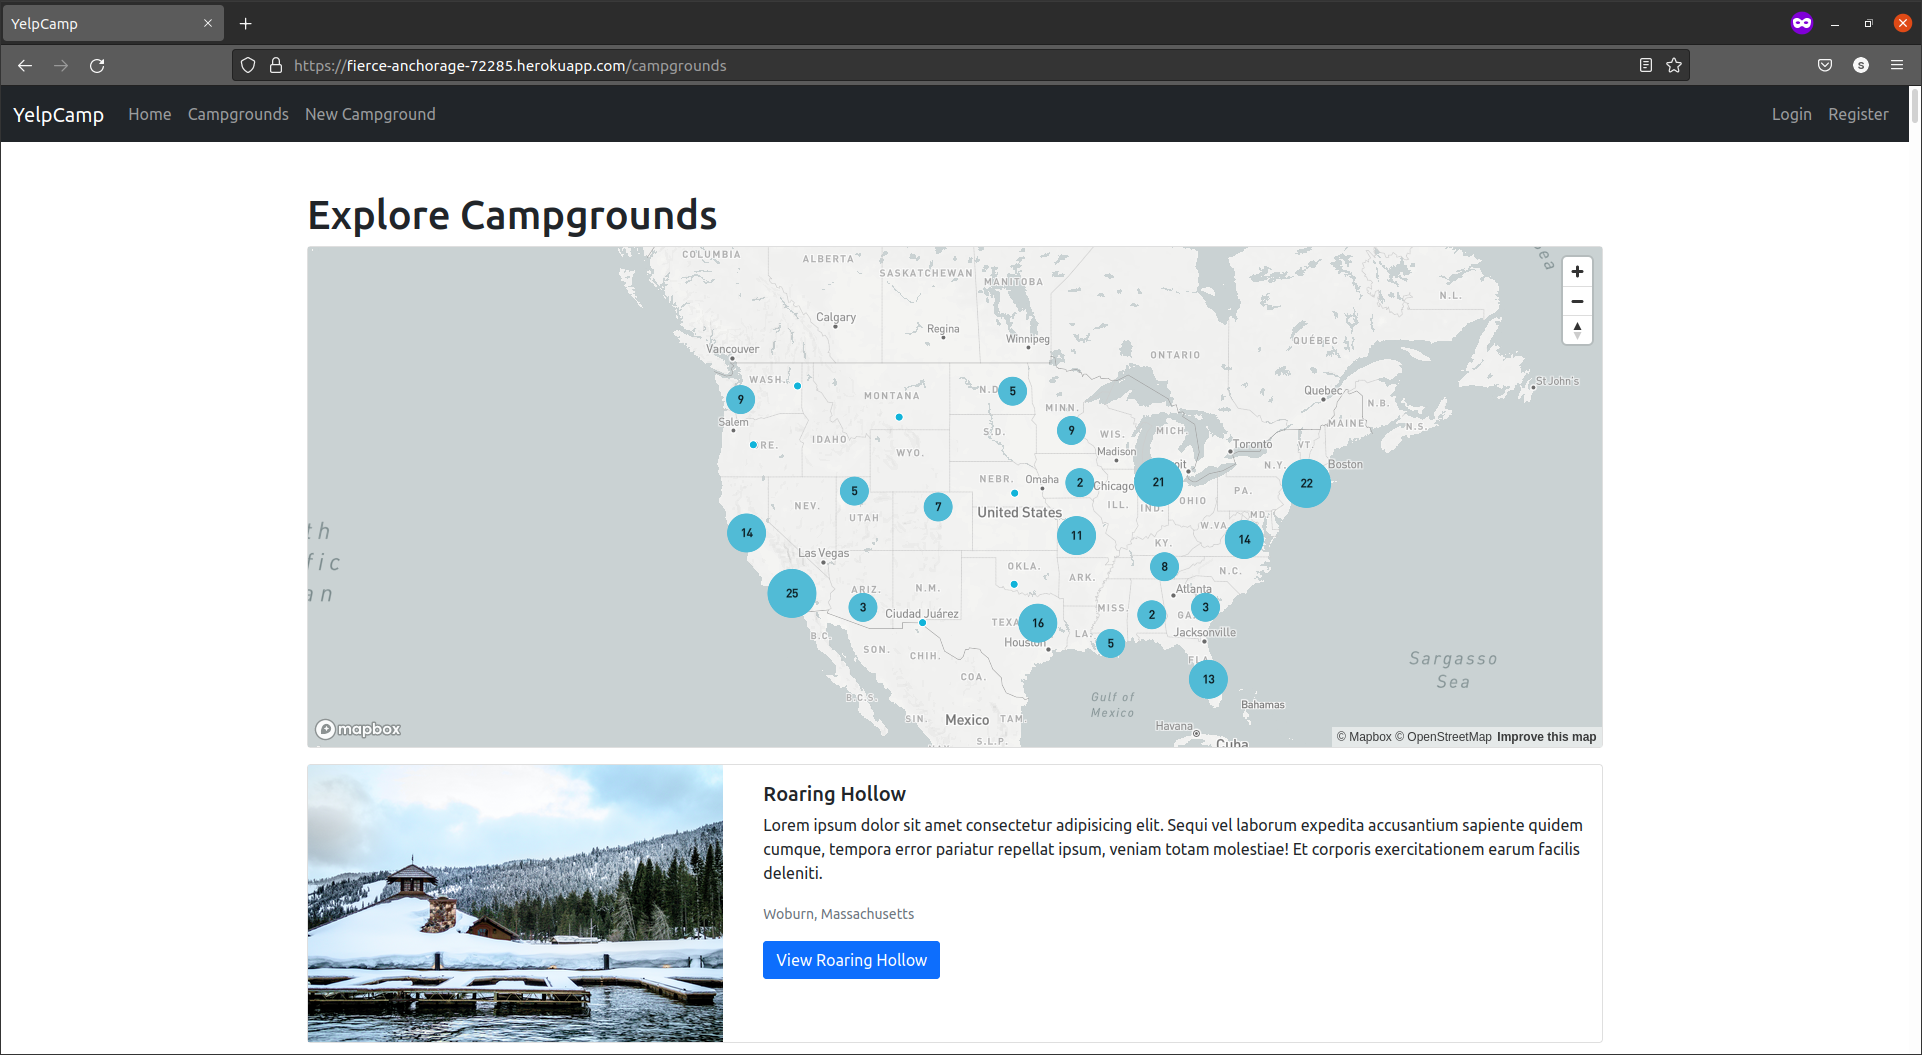 YelpCamp
https://fierce-anchorage-72285.herokuapp.com/campgrounds
S
YelpCamp Home Campgrounds New Campground Login Register
Explore Campgrounds
COLUMBIA
ALBERTA
SASKATCHEWAN
MANITOBA
Sea
N.L.
Calgary
Regina
Winnipeg
Vancouver
ONTARIO
QUÉBEC
WASH.
MONTANA
N.D.
5
9
Quebec
St John's
N.B.
Salem
MINN.
9
MAINE
N.S.
ORE.
IDAHO
S.D.
WIS.
MICH.
Toronto
VT.
WYO.
Madison
N.Y.
Boston
5
NEBR.
Omaha
2
Chicago
21
22
OHIO
PA.
NEV.
UTAH
7
United States
ILL.
IND.
MD.
W.VA.
14
11
14
Las Vegas
KY.
8
OKLA.
ARK.
N.C.
25
ARIZ.
3
N.M.
Atlanta
Ciudad Juárez
MISS.
2
GA.
3
TEXAS
16
LA.
Jacksonville
B.C.
Houston
5
SON.
CHIH.
FLA.
13
COA.
Sargasso
Sea
B.C.S.
Gulf of
Mexico
Bahamas
SIN.
Mexico
TAM.
Havana
S.L.P.
Cuba
mapbox
© Mapbox © OpenStreetMap Improve this map
Roaring Hollow
Lorem ipsum dolor sit amet consectetur adipisicing elit. Sequi vel laborum expedita accusantium sapiente quidem
cumque, tempora error pariatur repellat ipsum, veniam totam molestiae! Et corporis exercitationem earum facilis
deleniti.
Woburn, Massachusetts
View Roaring Hollow